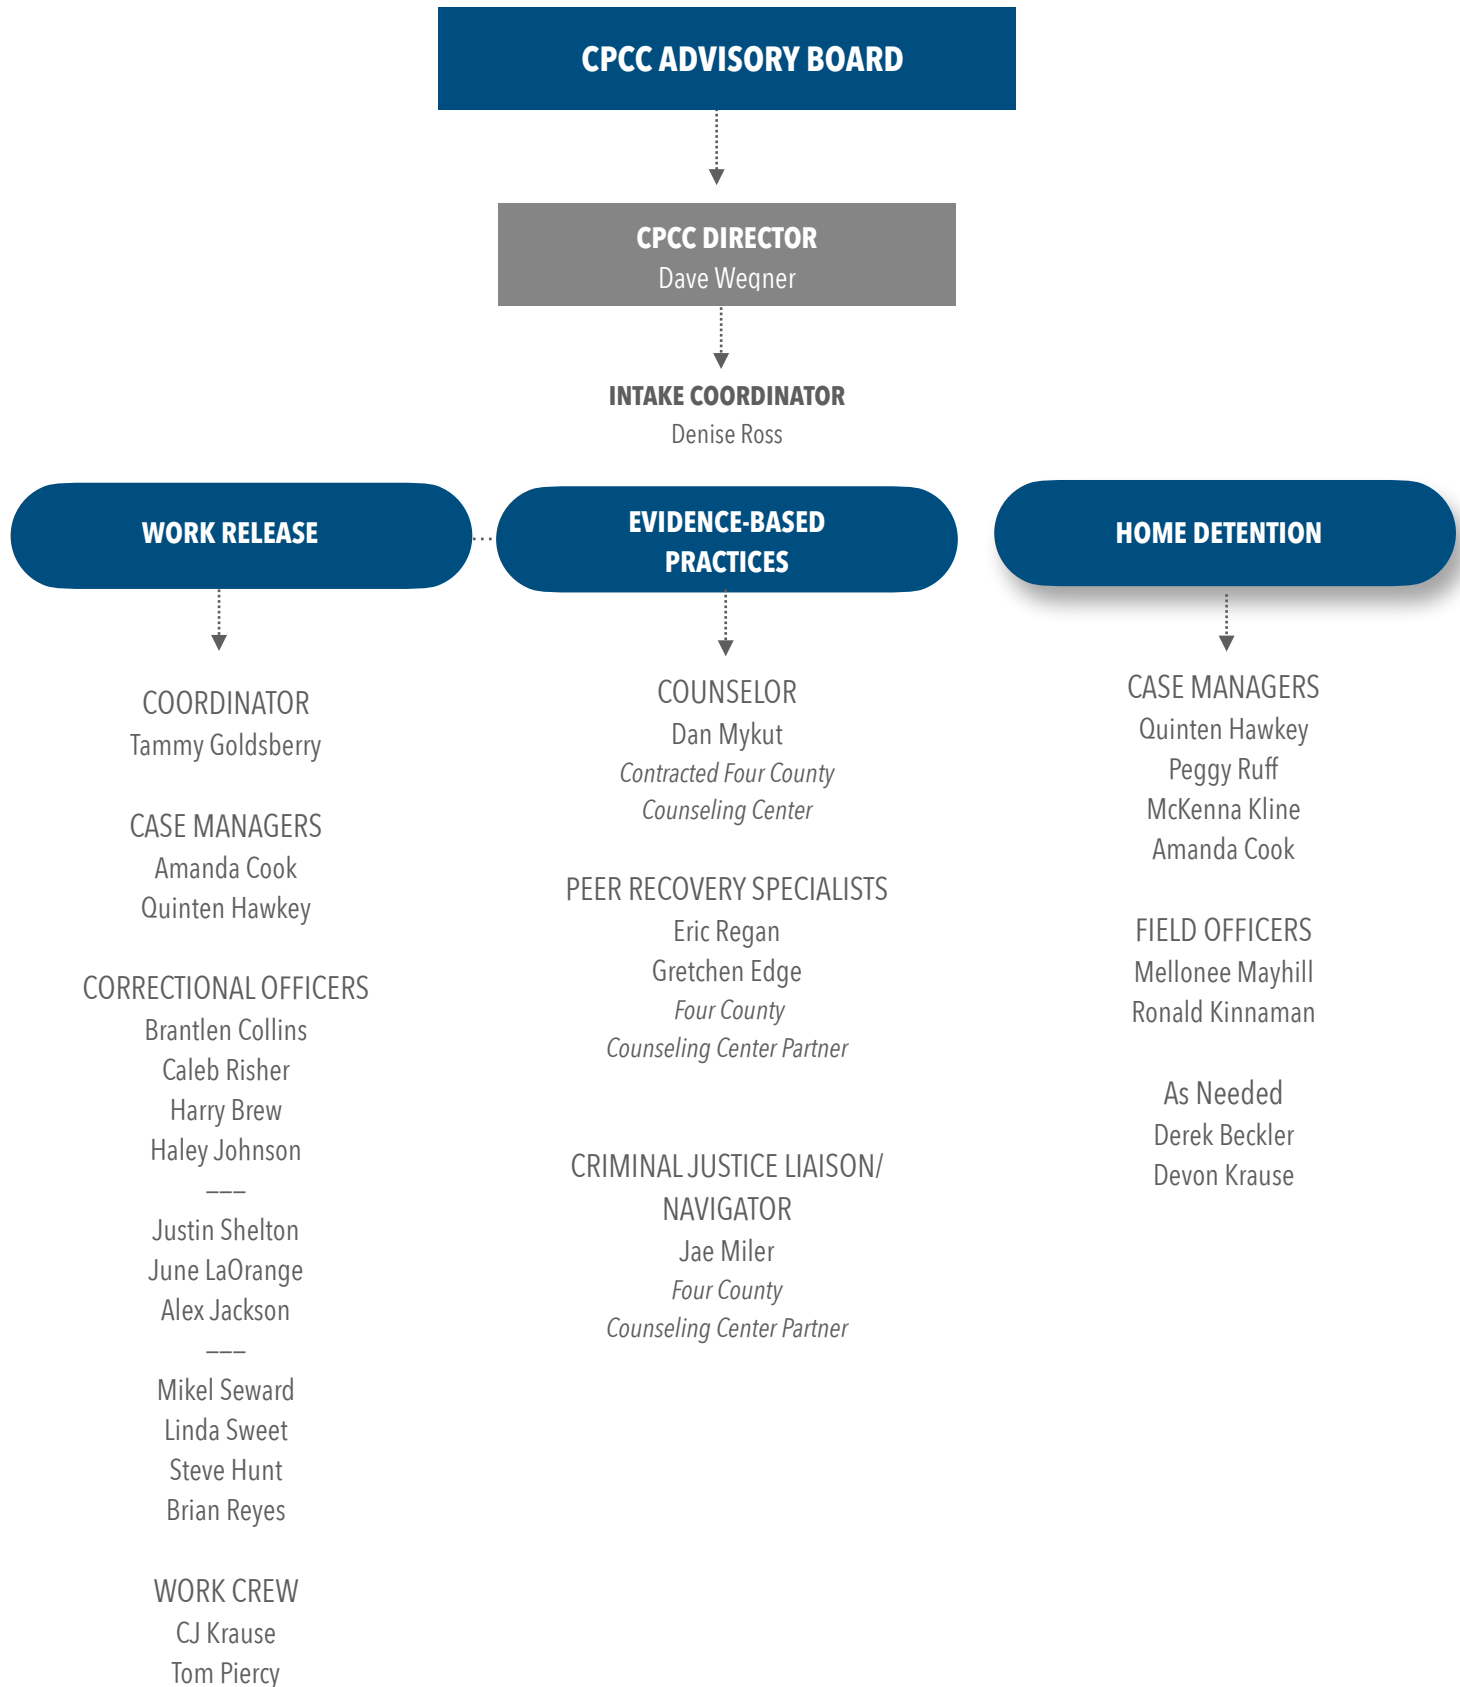 CPCC ADVISORY BOARD
CPCC DIRECTOR
Dave Wegner
INTAKE COORDINATOR
Denise Ross
WORK RELEASE
COORDINATOR
Tammy Goldsberry
CASE MANAGERS
Amanda Cook
Quinten Hawkey
CORRECTIONAL OFFICERS
Brantlen Collins
Caleb Risher
Harry Brew
Haley Johnson
___
Justin Shelton
June LaOrange
Alex Jackson
___
Mikel Seward
Linda Sweet
Steve Hunt
Brian Reyes
WORK CREW
CJ Krause
Tom Piercy
EVIDENCE-BASED
PRACTICES
COUNSELOR
Dan Mykut
Contracted Four County
Counseling Center
PEER RECOVERY SPECIALISTS
Eric Regan
Gretchen Edge
Four County
Counseling Center Partner
CRIMINAL JUSTICE LIAISON/
NAVIGATOR
Jae Miler
Four County
Counseling Center Partner
HOME DETENTION
CASE MANAGERS
Quinten Hawkey
Peggy Ruff
McKenna Kline
Amanda Cook
FIELD OFFICERS
Mellonee Mayhill
Ronald Kinnaman
As Needed
Derek Beckler
Devon Krause